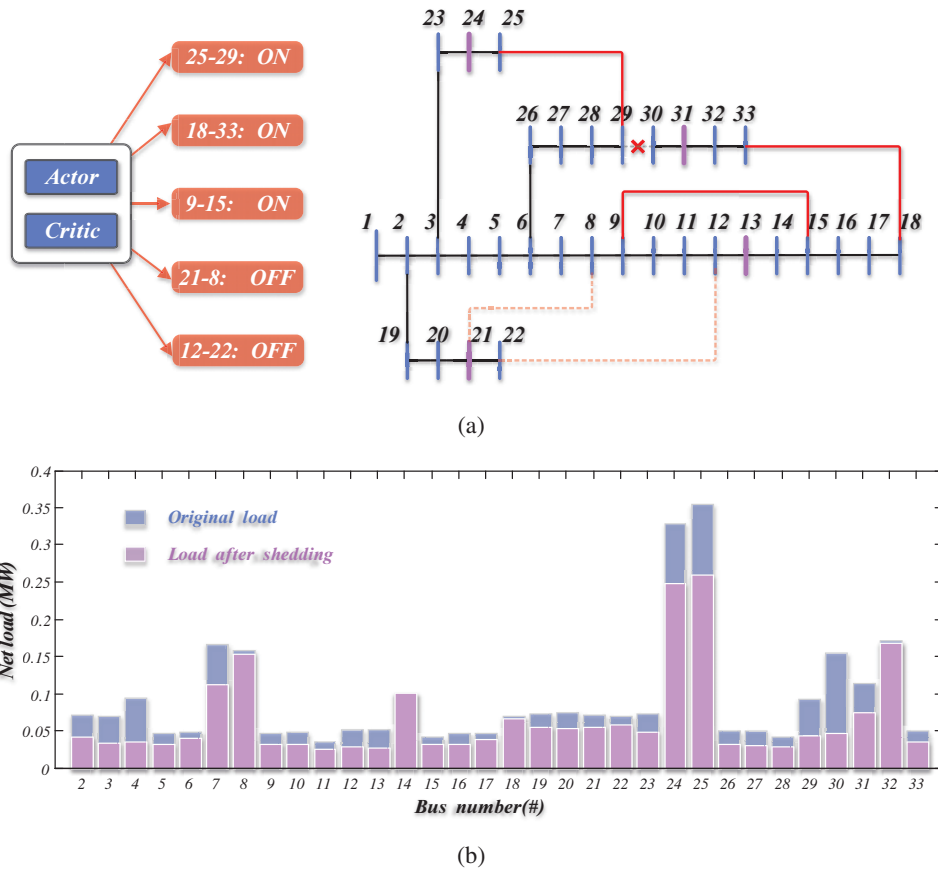 25-29: ON
18-33: ON
9-15: ON
21-8: OFF
12-22: OFF
Actor
Critic
23 24 25
26 27 28 29 30 31 32 33
1 2 3 4 5 6 7 8 9 10 11 12 13 14 15 16 17 18
19 20 21 22
(a)
0.4
0.35
0.3
0.25
0.2
0.15
0.1
0.05
0
Net load (MW)
Original load
Load after shedding
2 3 4 5 6 7 8 9 10 11 12 13 14 15 16 17 18 19 20 21 22 23 24 25 26 27 28 29 30 31 32 33
Bus number(#)
(b)